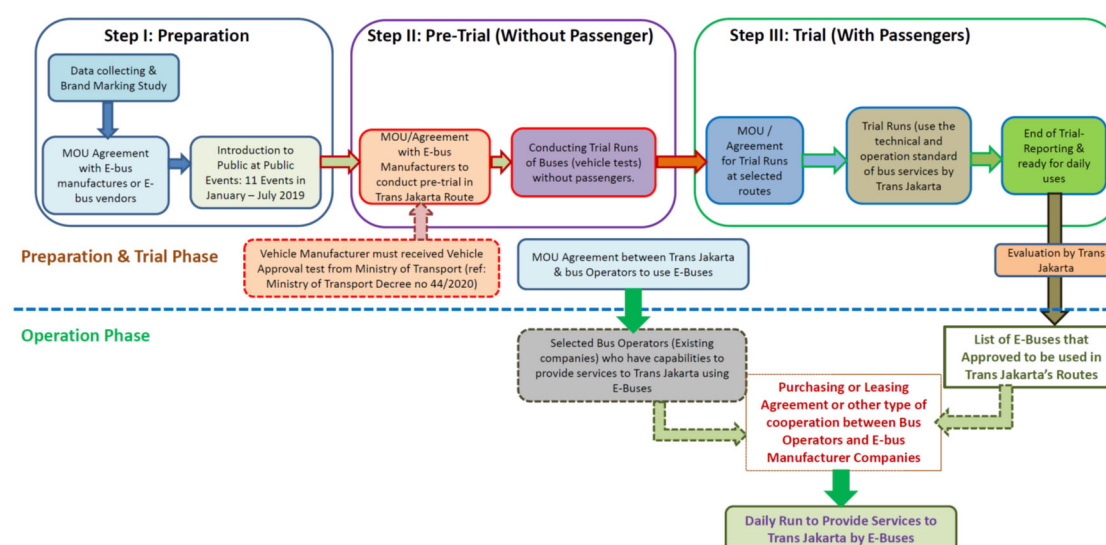 Step I: Preparation
Data collecting &
Brand Marking Study
MOU Agreement
with E-bus
manufactures or E-
bus vendors
Introduction to
Public at Public
Events: 11 Events in
January – July 2019
Step II: Pre-Trial (Without Passenger)
MOU/Agreement
with E-bus
Manufacturers to
conduct pre-trial in
Trans Jakarta Route
Conducting Trial Runs
of Buses (vehicle tests)
without passengers.
Step III: Trial (With Passengers)
MOU /
Agreement
for Trial Runs
at selected
routes
Trial Runs (use the
technical and
operation standard
of bus services by
Trans Jakarta
End of Trial-
Reporting &
ready for daily
uses
Preparation & Trial Phase
Vehicle Manufacturer must received Vehicle
Approval test from Ministry of Transport (ref:
Ministry of Transport Decree no 44/2020)
MOU Agreement between Trans Jakarta
& bus Operators to use E-Buses
Evaluation by Trans
Jakarta
Operation Phase
Selected Bus Operators (Existing
companies) who have capabilities to
provide services to Trans Jakarta using
E-Buses
List of E-Buses that
Approved to be used in
Trans Jakarta's Routes
Purchasing or Leasing
Agreement or other type of
cooperation between Bus
Operators and E-bus
Manufacturer Companies
Daily Run to Provide Services to
Trans Jakarta by E-Buses